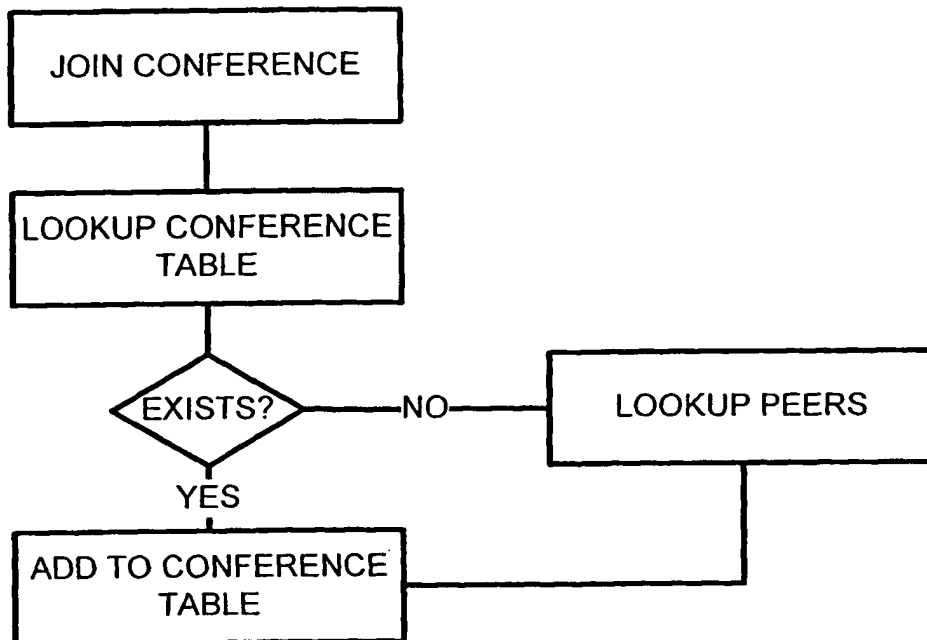 JOIN CONFERENCE
LOOKUP CONFERENCE
TABLE
EXISTS?
NO
LOOKUP PEERS
YES
ADD TO CONFERENCE
TABLE